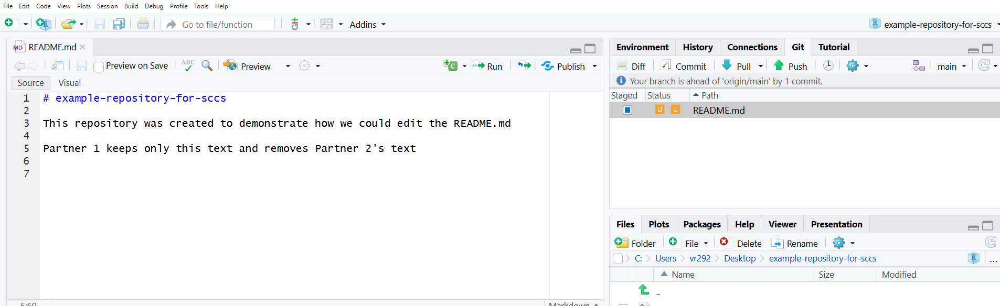 File Edit Code View Plots Session Build Debug Profile Tools Help
Go to file/function Addins example-repository-for-sccs
MD README.md
Preview on Save ABC Preview Run Publish
Source Visual
1 # example-repository-for-sccs
2
3 This repository was created to demonstrate how we could edit the README.md
4
5 Partner 1 keeps only this text and removes Partner 2's text
6
7
5:60 Markdown
Environment History Connections Git Tutorial
Diff Commit Pull Push main
Your branch is ahead of 'origin/main' by 1 commit.
Staged Status Path
U U README.md
Files Plots Packages Help Viewer Presentation
Folder File Delete Rename
C: Users vr292 Desktop example-repository-for-sccs R ...
Name Size Modified
..